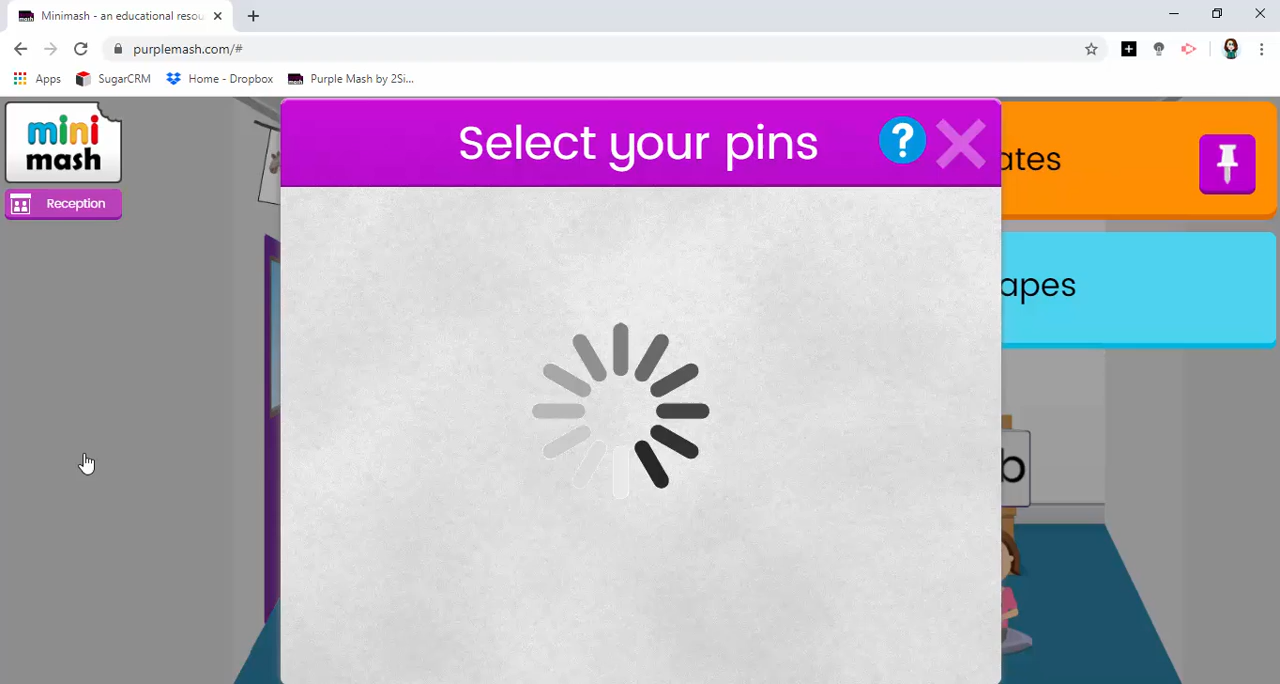 Minimash - an educational resou
purplemash.com/#
Apps SugarCRM Home - Dropbox Purple Mash by 2Si...
mini
mash
Reception
Select your pins ?
ates
apes
b